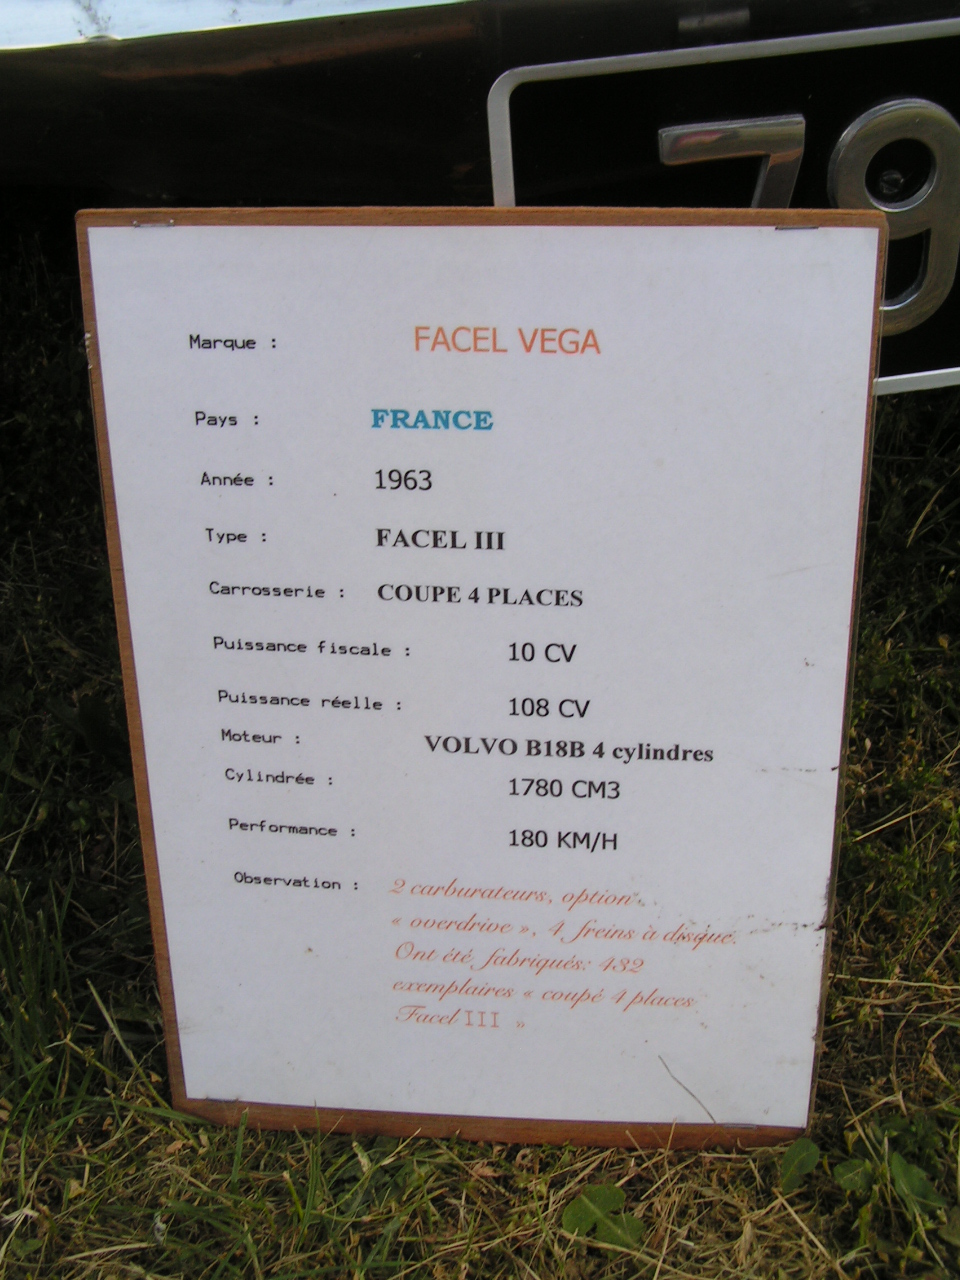 79
Marque : FACEL VEGA
Pays : FRANCE
Année : 1963
Type : FACEL III
Carrosserie : COUPE 4 PLACES
Puissance fiscale : 10 CV
Puissance réelle : 108 CV
Moteur : VOLVO B18B 4 cylindres
Cylindrée : 1780 CM3
Performance : 180 KM/H
Observation : 2 carburateurs, option
« overdrive », 4 freins à disque.
Ont été fabriqués: 432
exemplaires « coupé 4 places
Facel III »